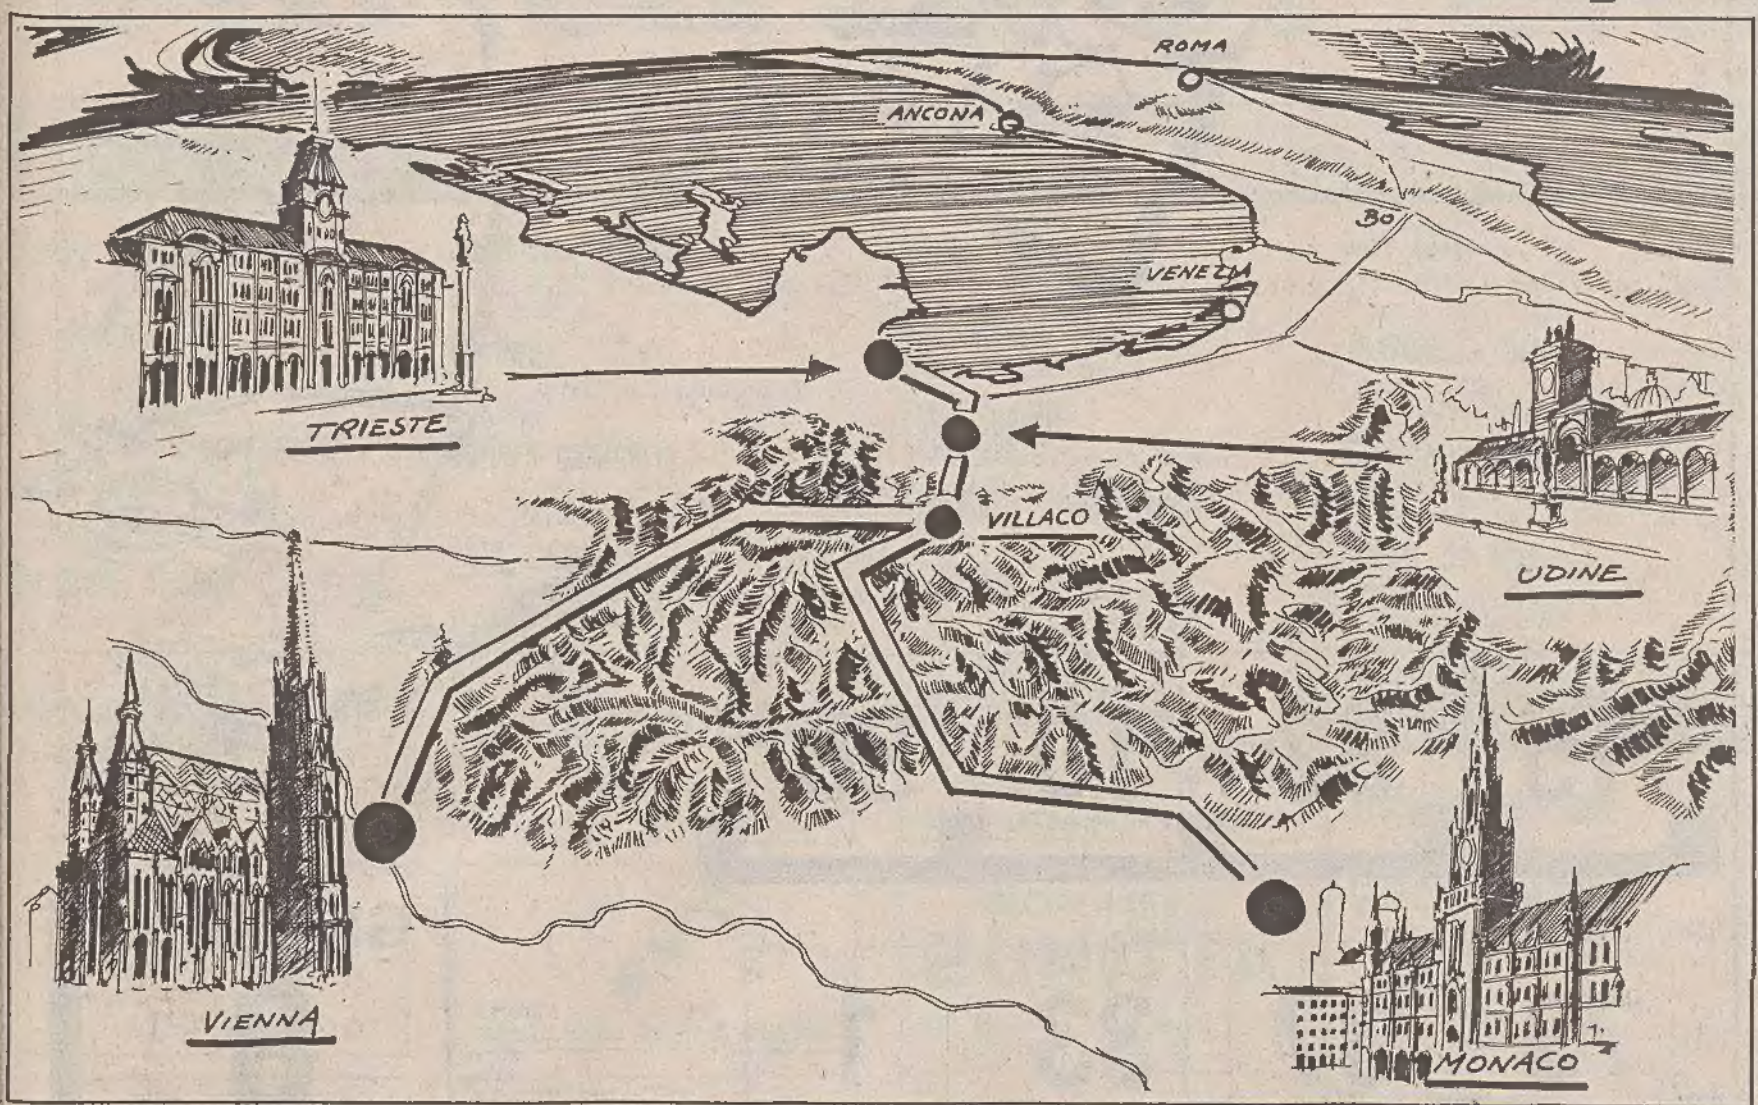 ROMA
ANCONA
BO
VENEZIA
TRIESTE
VILLACO
UDINE
VIENNA
MONACO